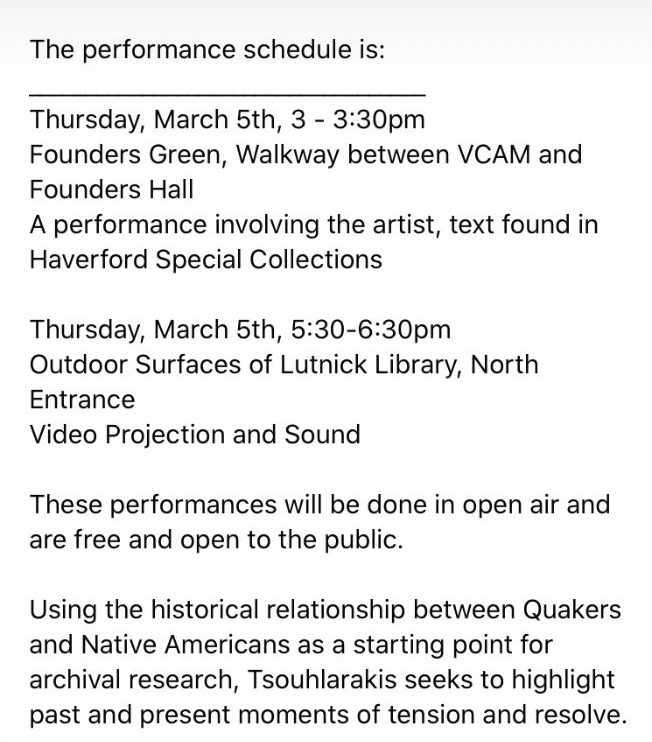 The performance schedule is:
Thursday, March 5th, 3 - 3:30pm
Founders Green, Walkway between VCAM and
Founders Hall
A performance involving the artist, text found in
Haverford Special Collections
Thursday, March 5th, 5:30-6:30pm
Outdoor Surfaces of Lutnick Library, North
Entrance
Video Projection and Sound
These performances will be done in open air and
are free and open to the public.
Using the historical relationship between Quakers
and Native Americans as a starting point for
archival research, Tsouhlarakis seeks to highlight
past and present moments of tension and resolve.